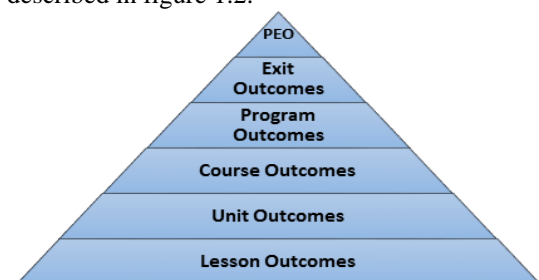 described in figure 1.2.
PEO
Exit
Outcomes
Program
Outcomes
Course Outcomes
Unit Outcomes
Lesson Outcomes